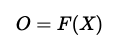 O = F(X)